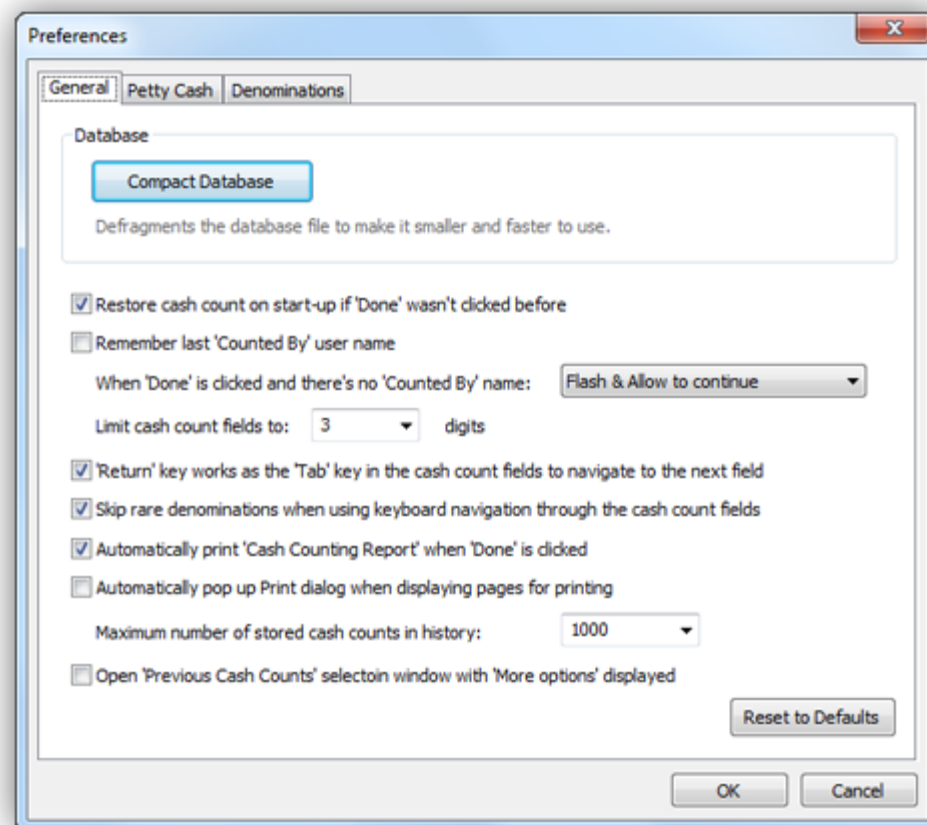 Preferences
General Petty Cash Denominations
Database
Compact Database
Defragments the database file to make it smaller and faster to use.
Restore cash count on start-up if 'Done' wasn't clicked before
Remember last 'Counted By' user name
When 'Done' is clicked and there's no 'Counted By' name: Flash & Allow to continue
Limit cash count fields to: 3 digits
'Return' key works as the 'Tab' key in the cash count fields to navigate to the next field
Skip rare denominations when using keyboard navigation through the cash count fields
Automatically print 'Cash Counting Report' when 'Done' is clicked
Automatically pop up Print dialog when displaying pages for printing
Maximum number of stored cash counts in history: 1000
Open 'Previous Cash Counts' selectoin window with 'More options' displayed
Reset to Defaults
OK Cancel